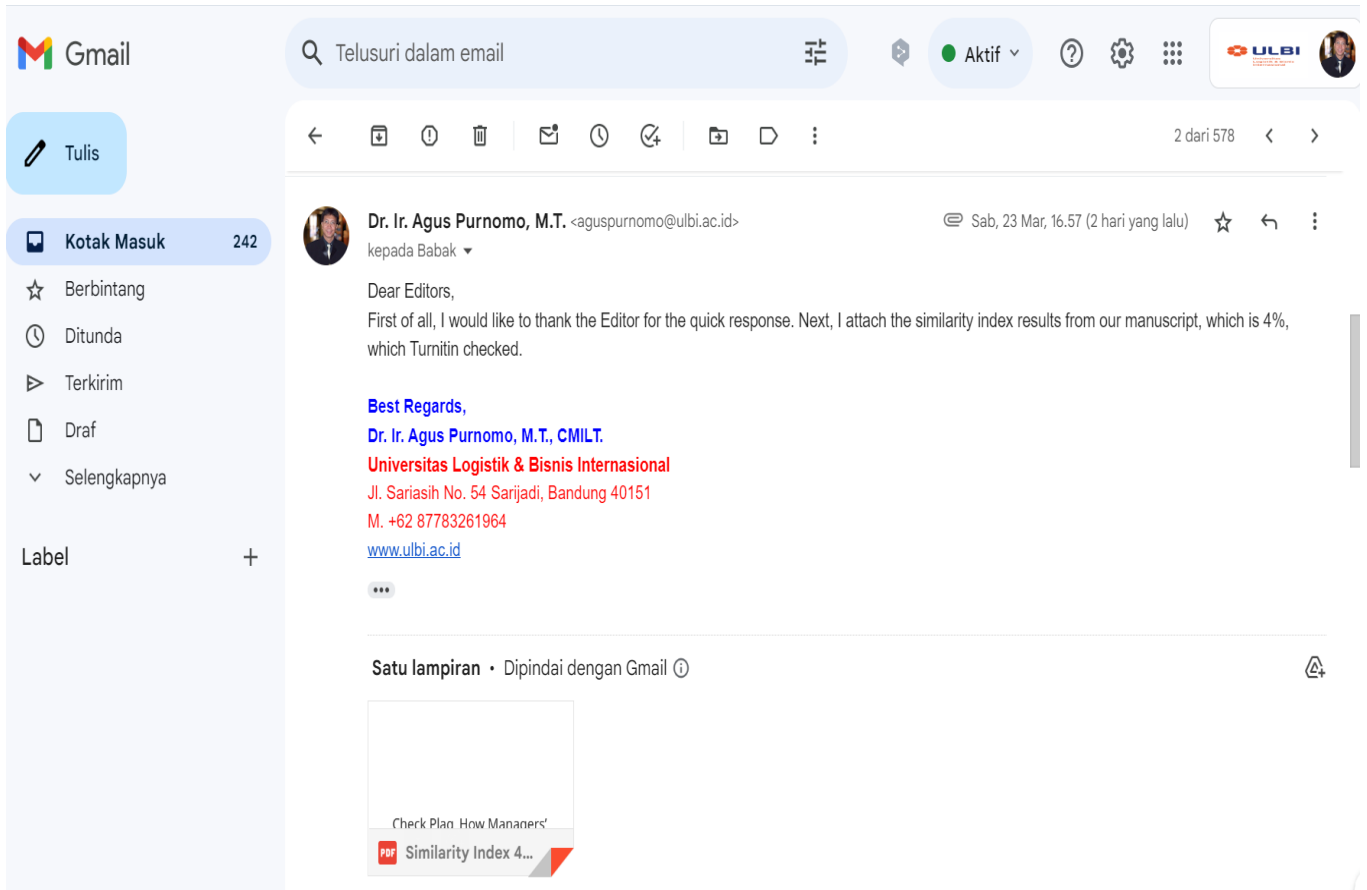 Gmail
Telusuri dalam email
Aktif
ULBI
Tulis
2 dari 578
Kotak Masuk 242
Berbintang
Ditunda
Terkirim
Draf
Selengkapnya
Label
Dr. Ir. Agus Purnomo, M.T. <aguspurnomo@ulbi.ac.id>
Sab, 23 Mar, 16.57 (2 hari yang lalu)
kepada Babak
Dear Editors,
First of all, I would like to thank the Editor for the quick response. Next, I attach the similarity index results from our manuscript, which is 4%,
which Turnitin checked.
Best Regards,
Dr. Ir. Agus Purnomo, M.T., CMILT.
Universitas Logistik & Bisnis Internasional
Jl. Sariasih No. 54 Sarijadi, Bandung 40151
M. +62 87783261964
www.ulbi.ac.id
Satu lampiran • Dipindai dengan Gmail
Check Plag_How Managers'
PDF Similarity Index 4...